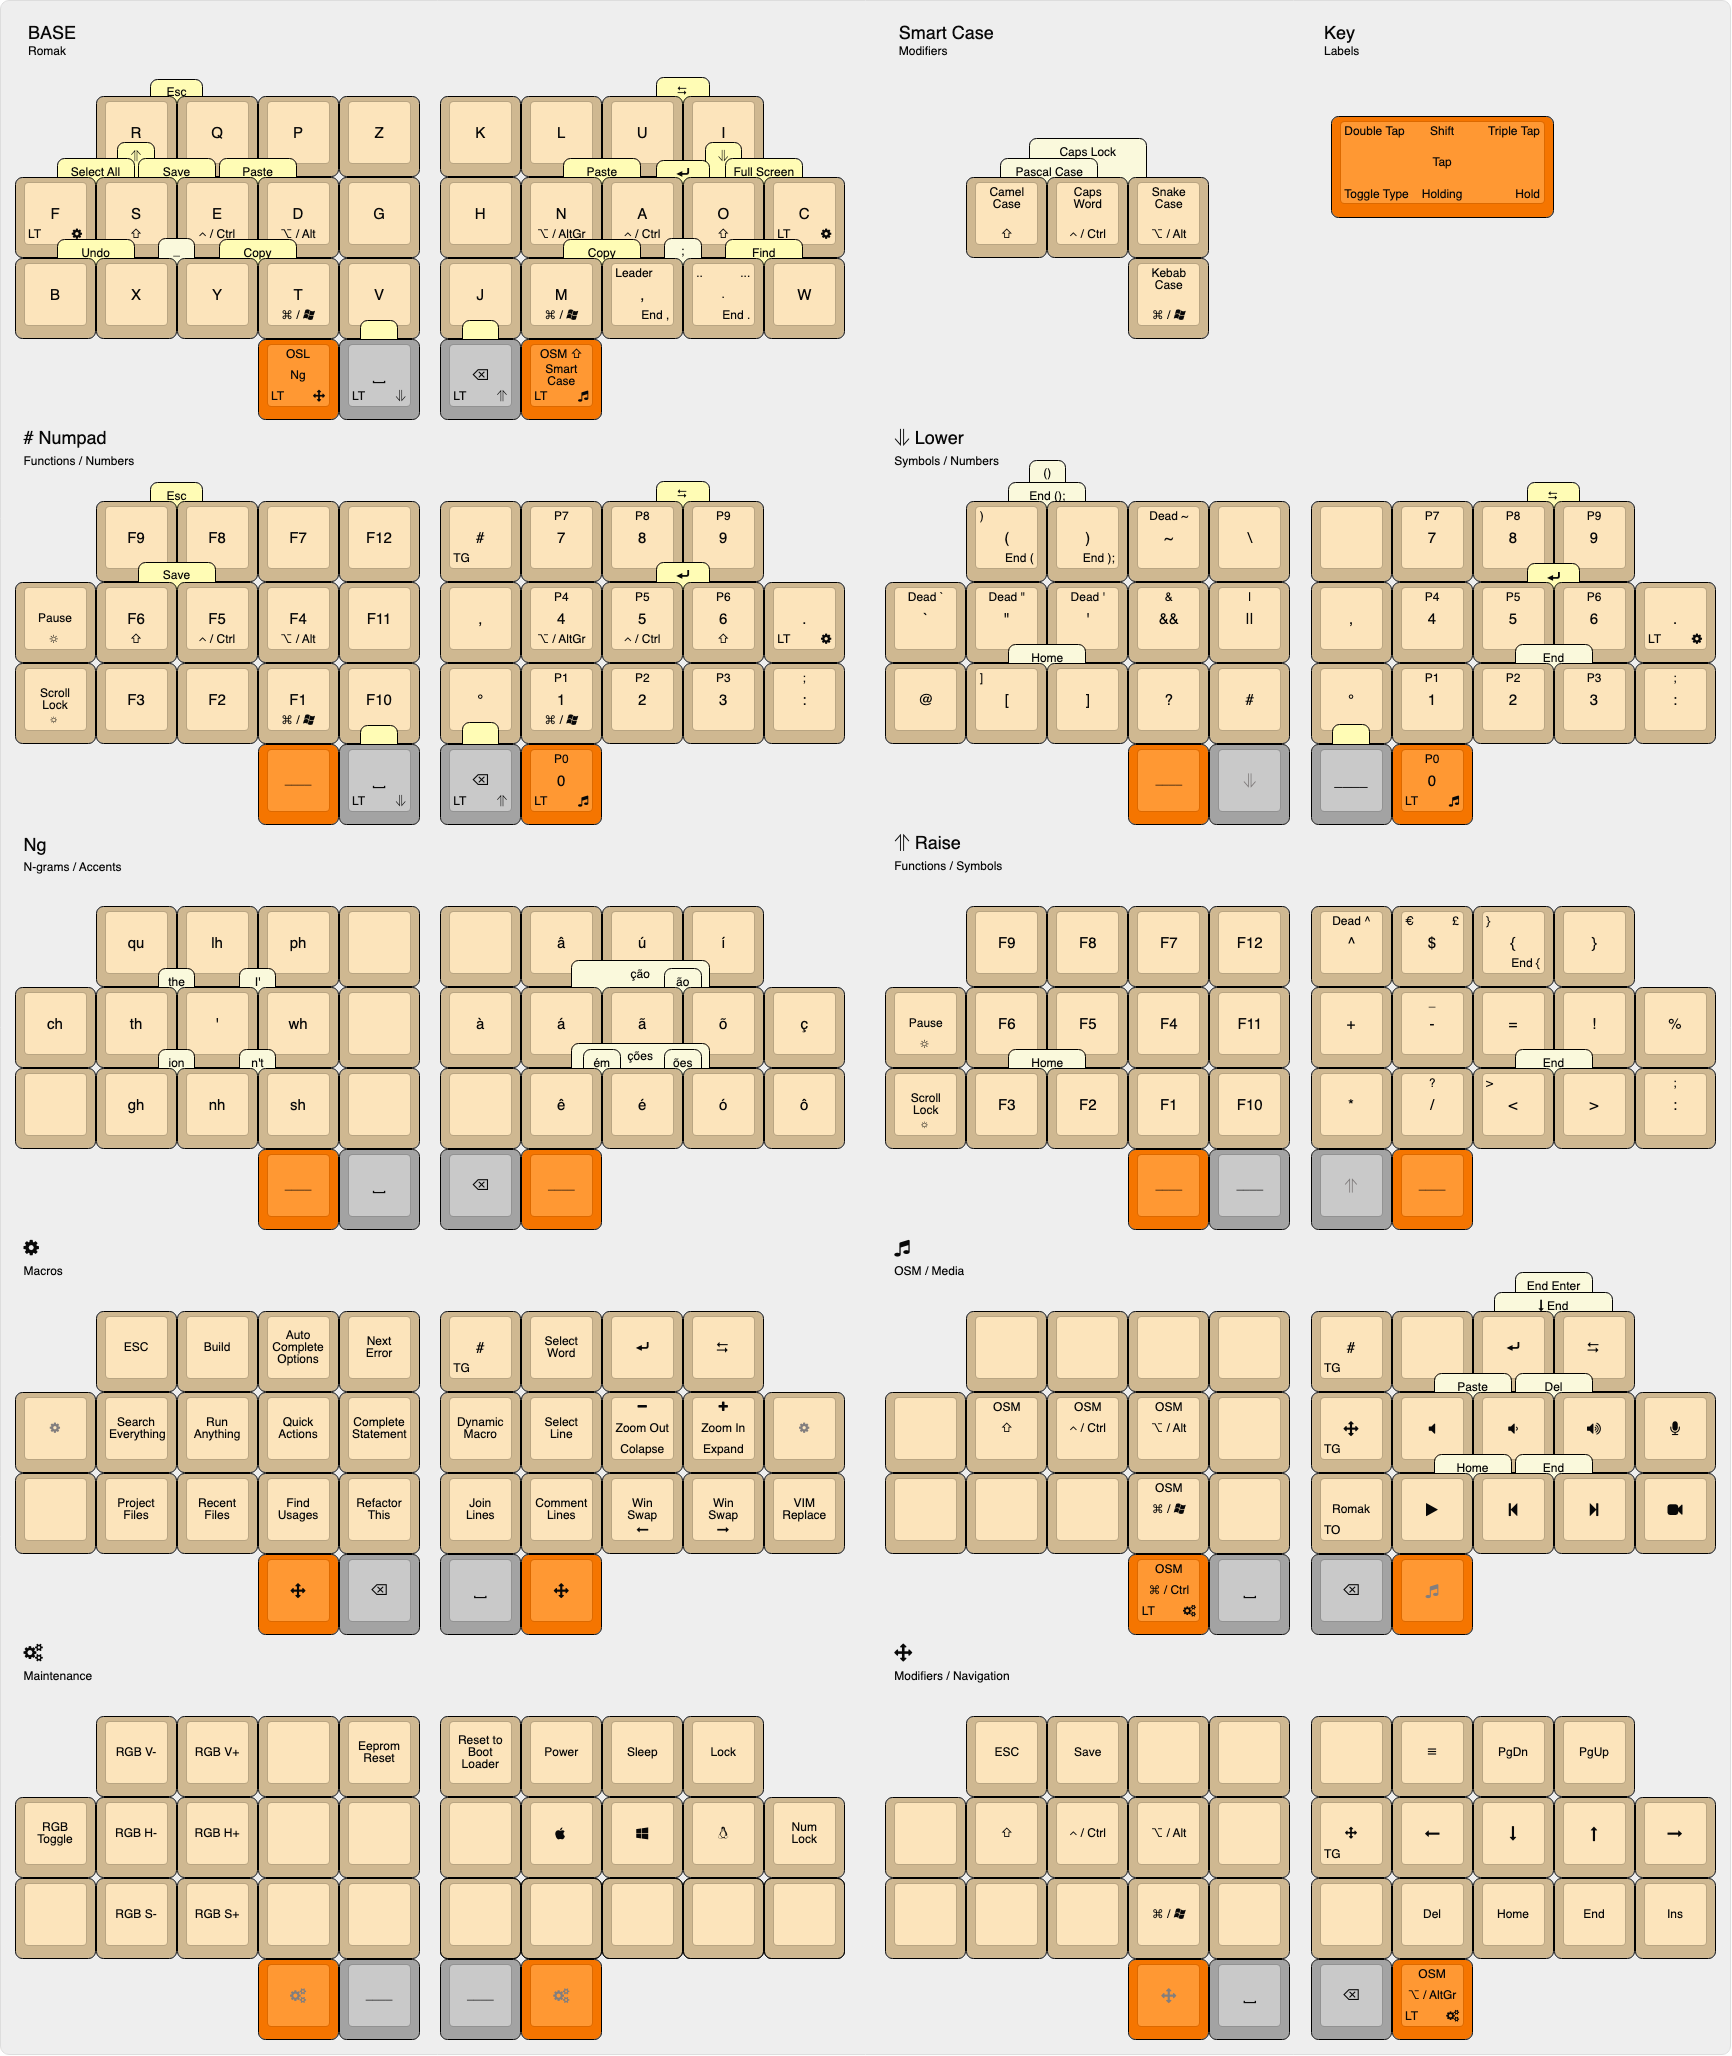 BASE
Romak
Smart Case
Modifiers
Key
Labels
Esc
⇆
R Q P Z K L U I
⇑ ⇓
Select All Save Paste Paste ↵ Full Screen
F S E D G H N A O C
LT ⇧ ^ / Ctrl ⌥ / Alt ⌥ / AltGr ^ / Ctrl ⇧ LT
Undo _ Copy Copy ; Find
Leader .. ...
B X Y T V J M , . W
⌘ / ⌘ / End , End .
OSL OSM ⇧
Ng ⌫ Smart
Case
LT LT ⇓ LT ⇑ LT
Caps Lock
Pascal Case
Camel Case Caps Word Snake Case
⇧ ^ / Ctrl ⌥ / Alt
Kebab Case
⌘ /
Double Tap Shift Triple Tap
Tap
Toggle Type Holding Hold
# Numpad
Functions / Numbers
Esc ⇆
P7 P8 P9
F9 F8 F7 F12 # 7 8 9
TG
Save ↵
P4 P5 P6
Pause F6 F5 F4 F11 , 4 5 6 .
☼ ⇧ ^ / Ctrl ⌥ / Alt ⌥ / AltGr ^ / Ctrl ⇧ LT
P1 P2 P3 ;
Scroll Lock F3 F2 F1 F10 ° 1 2 3 :
☼ ⌘ / ⌘ /
P0
⌫ 0
LT ⇓ LT ⇑ LT
⇓ Lower
Symbols / Numbers
()
End (); ⇆
) Dead ~ P7 P8 P9
( ) ~ \ 7 8 9
End ( End );
↵
Dead ` Dead " Dead ' & | P4 P5 P6
` " ' && || , 4 5 6 .
LT
Home End
] P1 P2 P3 ;
@ [ ] ? # ° 1 2 3 :
P0
⇓ 0
LT
Ng
N-grams / Accents
qu lh ph â ú í
the I' ção ão
ch th ' wh à á ã õ ç
ion n't ém ções ões
gh nh sh ê é ó ô
⌫
⇑ Raise
Functions / Symbols
Dead ^ € £ }
F9 F8 F7 F12 ^ $ { }
End {
_
Pause F6 F5 F4 F11 + - = ! %
☼
Home End
? > ;
Scroll Lock F3 F2 F1 F10 * / < > :
☼
⇑
Macros
ESC Build Auto Complete Options Next Error # Select Word ↵ ⇆
TG
Search Everything Run Anything Quick Actions Complete Statement Dynamic Macro Select Line − Zoom Out Colapse + Zoom In Expand
Project Files Recent Files Find Usages Refactor This Join Lines Comment Lines Win Swap ← Win Swap → VIM Replace
⌫
OSM / Media
End Enter
↓ End
# ↵ ⇆
TG
Paste Del
OSM OSM OSM
⇧ ^ / Ctrl ⌥ / Alt
TG
Home End
OSM
⌘ / Romak
TO
OSM
⌘ / Ctrl ⌫
LT
Maintenance
RGB V- RGB V+ Eeprom Reset Reset to Boot Loader Power Sleep Lock
RGB Toggle RGB H- RGB H+ Num Lock
RGB S- RGB S+
Modifiers / Navigation
ESC Save ≡ PgDn PgUp
⇧ ^ / Ctrl ⌥ / Alt ← ↓ ↑ →
TG
⌘ / Del Home End Ins
OSM
⌫ ⌥ / AltGr
LT